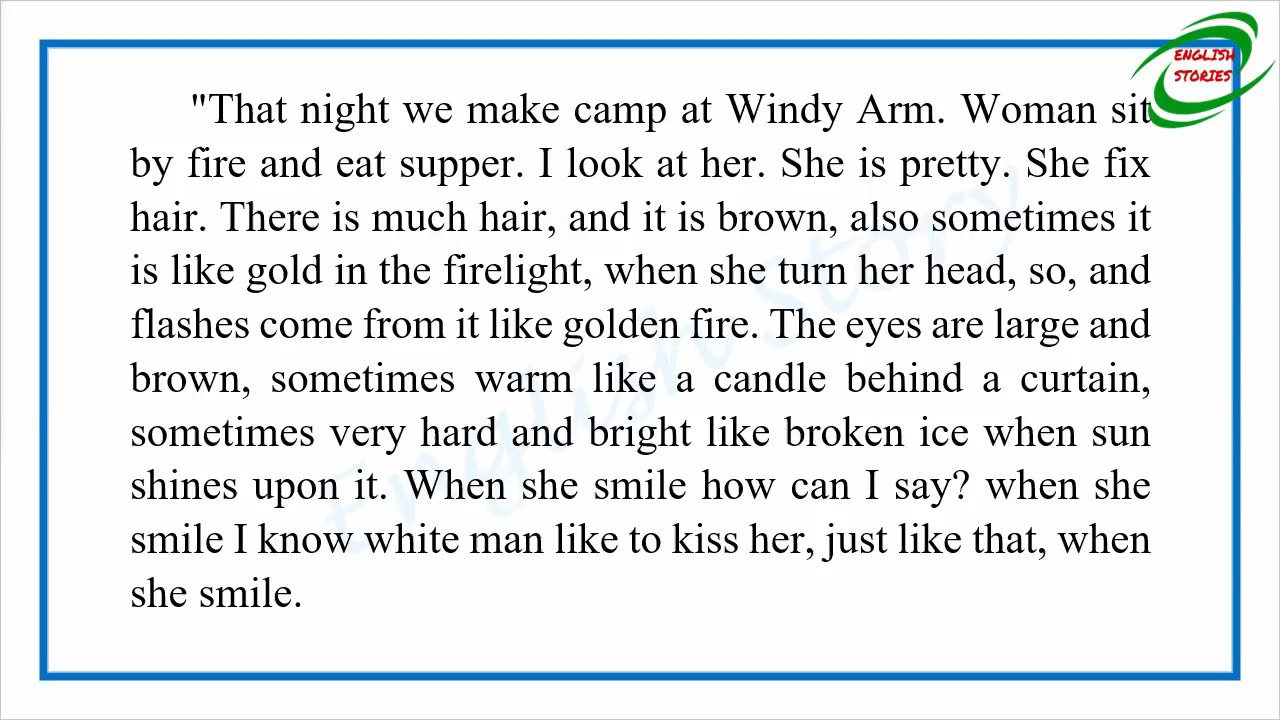 ENGLISH
STORIES
"That night we make camp at Windy Arm. Woman sit
by fire and eat supper. I look at her. She is pretty. She fix
hair. There is much hair, and it is brown, also sometimes it
is like gold in the firelight, when she turn her head, so, and
flashes come from it like golden fire. The eyes are large and
brown, sometimes warm like a candle behind a curtain,
sometimes very hard and bright like broken ice when sun
shines upon it. When she smile how can I say? when she
smile I know white man like to kiss her, just like that, when
she smile.
English Story